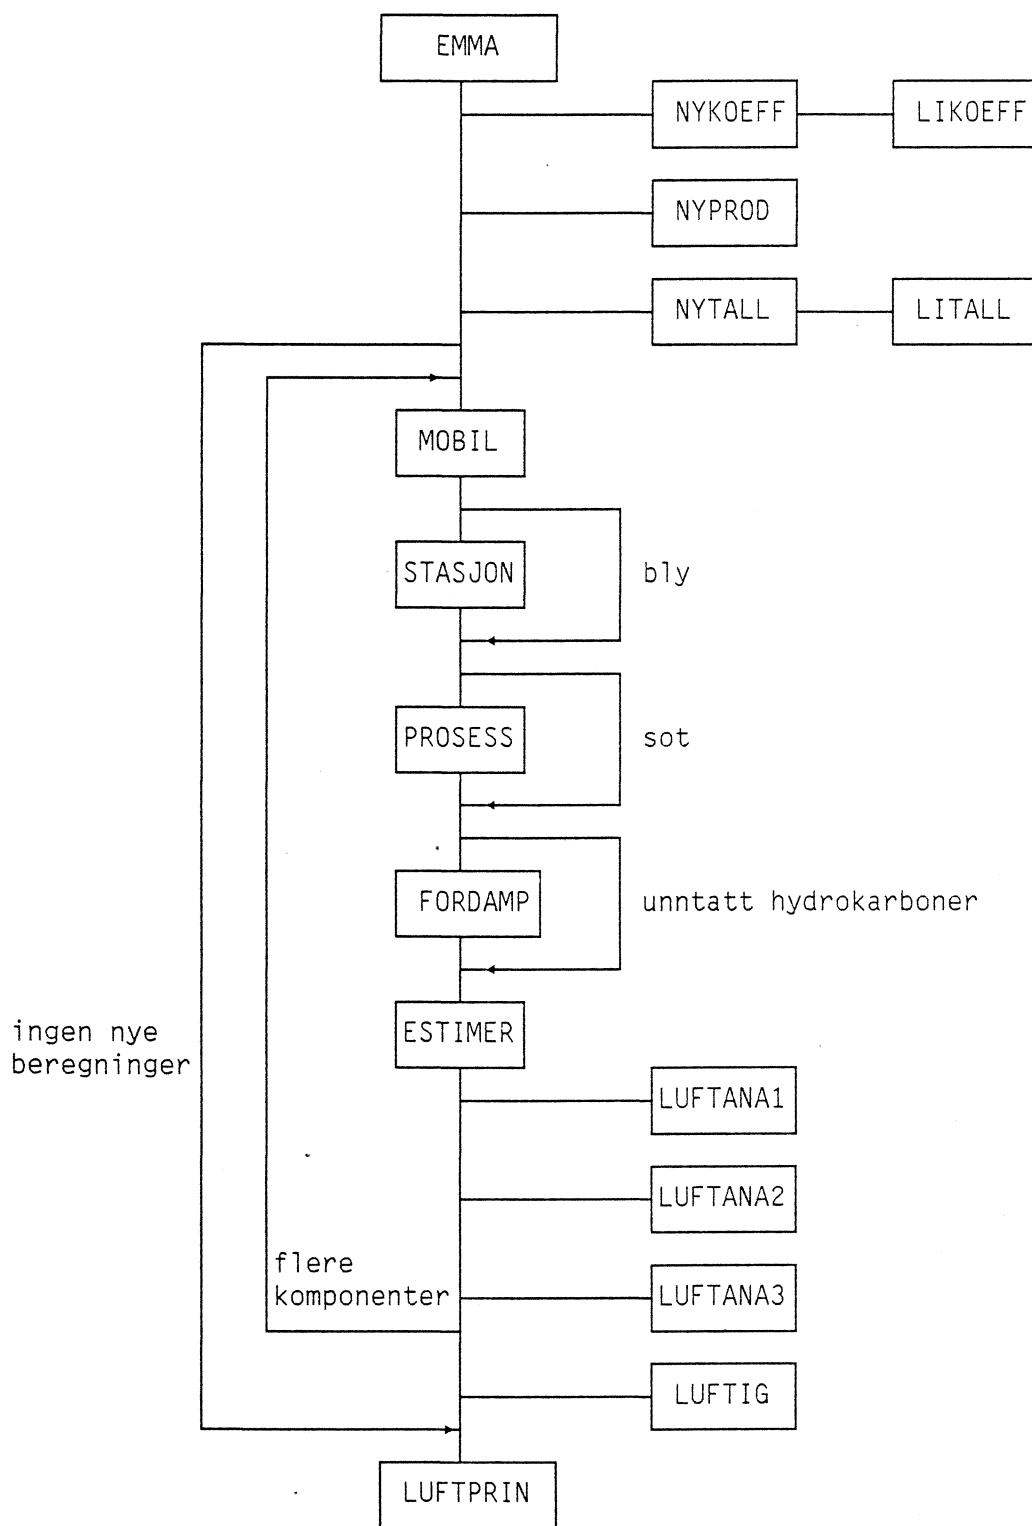 EMMA
NYKOEFF
LIKOEFF
NYPROD
NYTALL
LITALL
MOBIL
STASJON
bly
PROSESS
sot
FORDAMP
unntatt hydrokarboner
ESTIMER
ingen nye
beregninger
LUFTANA1
LUFTANA2
flere
komponenter
LUFTANA3
LUFTIG
LUFTPRIN